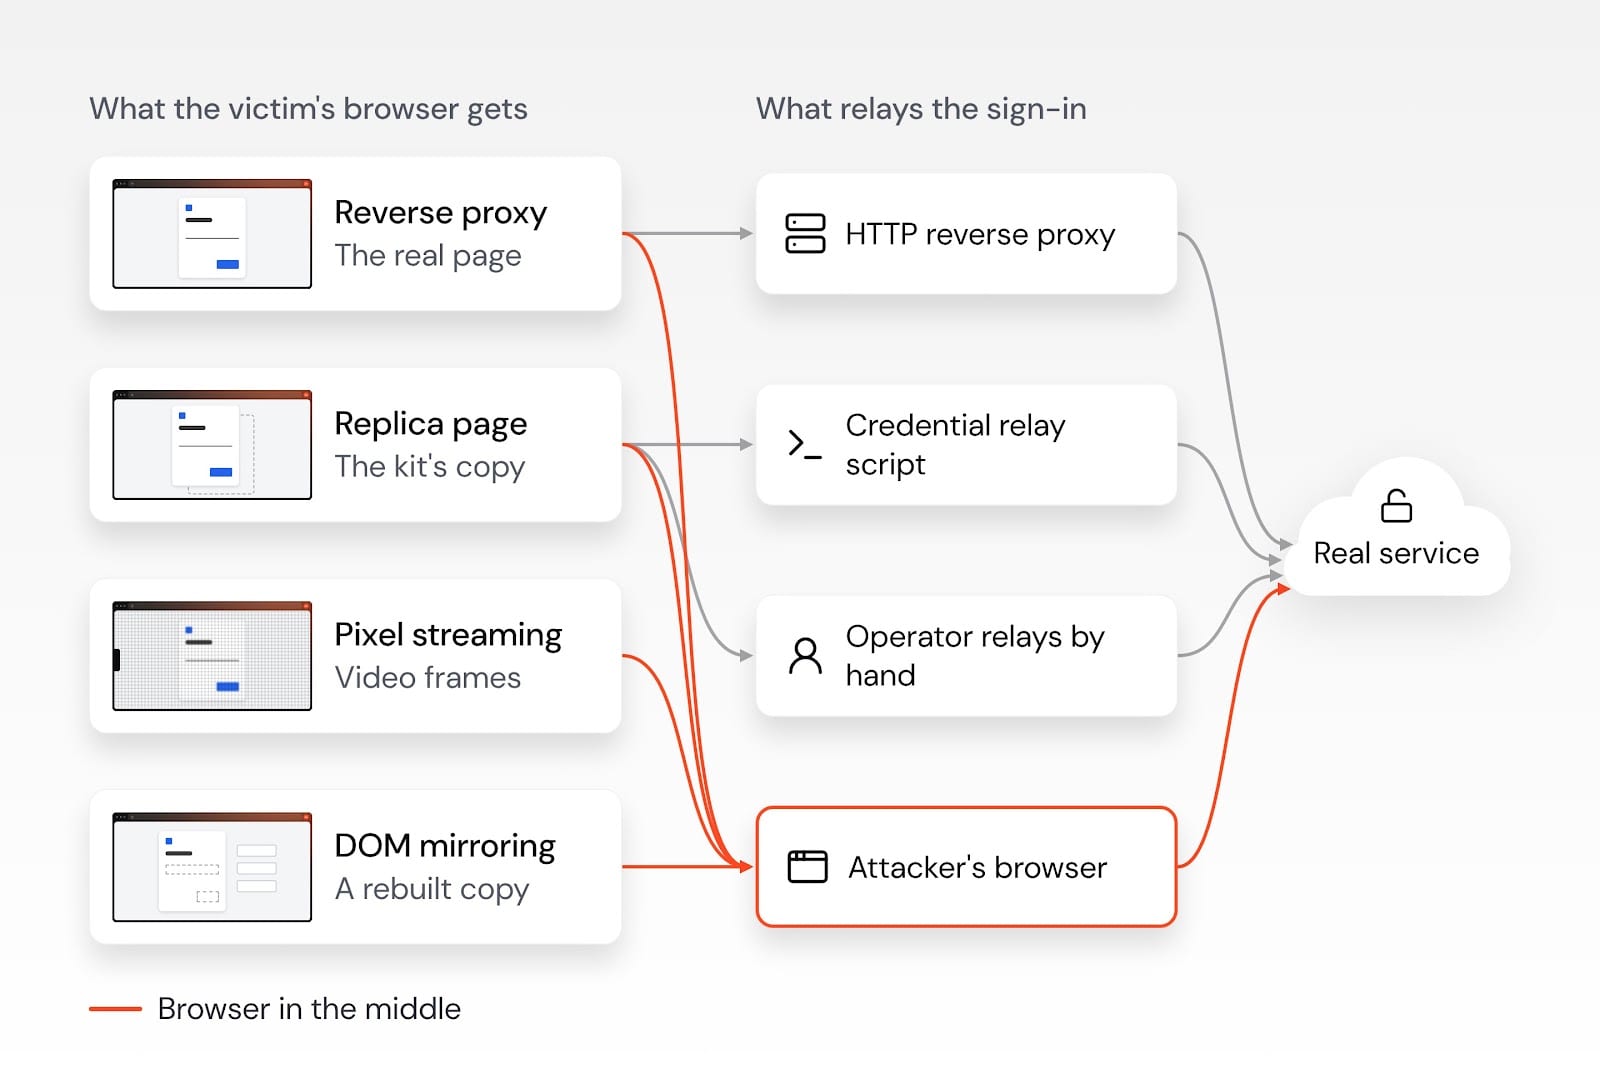 What the victim's browser gets
What relays the sign-in
Reverse proxy
The real page
HTTP reverse proxy
Replica page
The kit's copy
Credential relay
script
Real service
Pixel streaming
Video frames
Operator relays by
hand
DOM mirroring
A rebuilt copy
Attacker's browser
Browser in the middle